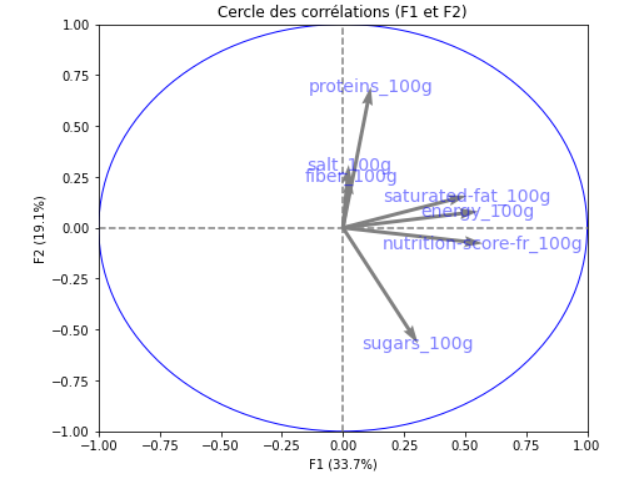 Cercle des corrélations (F1 et F2)
1.00
0.75
0.50
0.25
0.00
−0.25
−0.50
−0.75
−1.00
F2 (19.1%)
proteins_100g
salt_100g
fiber_100g
saturated-fat_100g
energy_100g
nutrition-score-fr_100g
sugars_100g
−1.00 −0.75 −0.50 −0.25 0.00 0.25 0.50 0.75 1.00
F1 (33.7%)